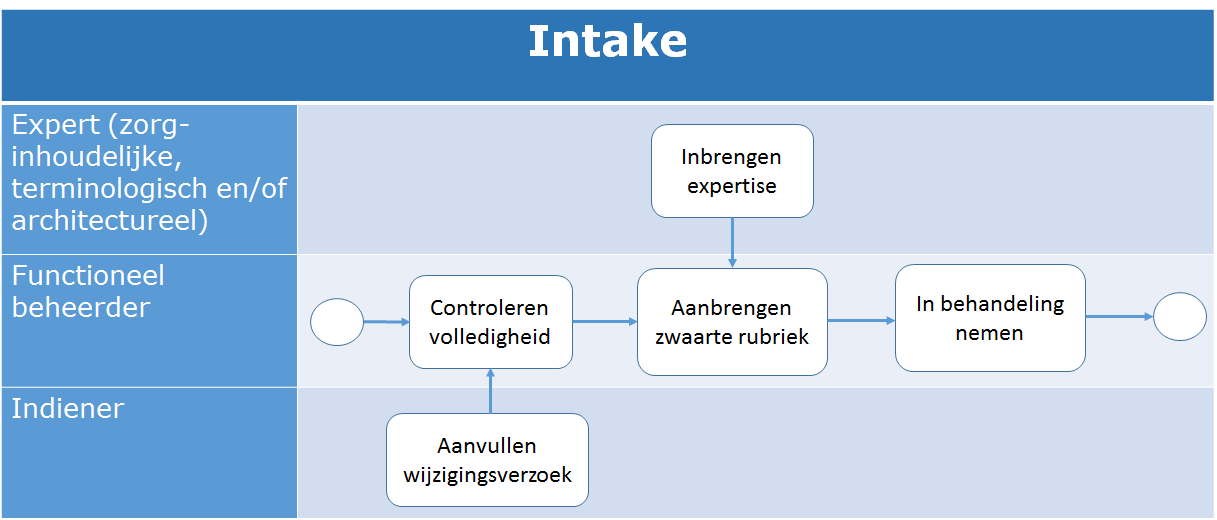 Intake
Expert (zorg-
inhoudelijke,
terminologisch en/of
architectureel)
Inbrengen
expertise
Functioneel
beheerder
Controleren
volledigheid
Aanbrengen
zwaarte rubriek
In behandeling
nemen
Indiener
Aanvullen
wijzigingsverzoek